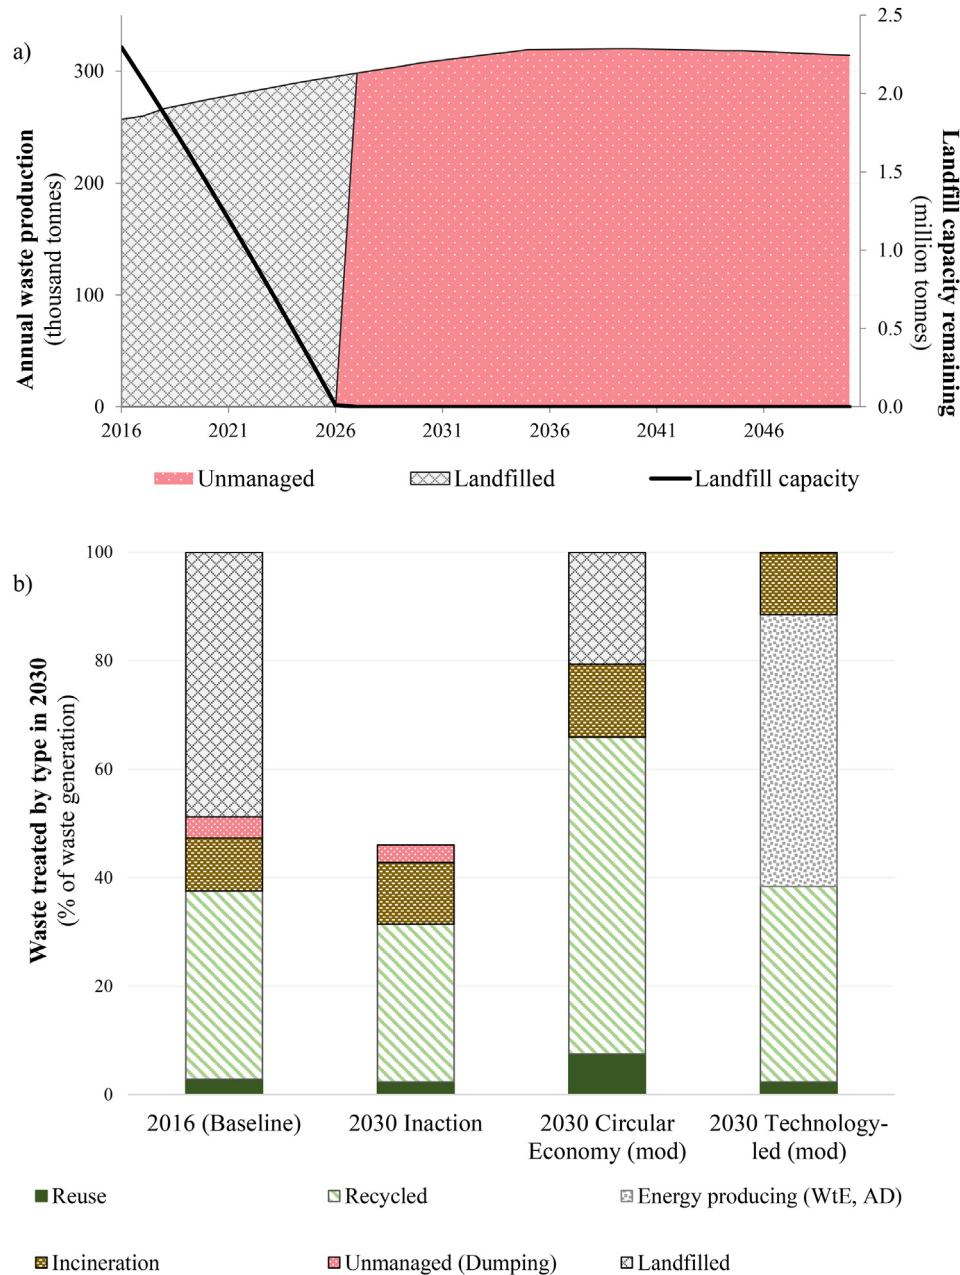 a)
Annual waste production
(thousand tonnes)
300
200
100
0
2.5
2.0
1.5
1.0
0.5
0.0
Landfill capacity remaining
(million tonnes)
2016 2021 2026 2031 2036 2041 2046
Unmanaged Landfilled Landfill capacity
b)
Waste treated by type in 2030
(% of waste generation)
100
80
60
40
20
0
2016 (Baseline) 2030 Inaction 2030 Circular 2030 Technology-
Economy (mod) led (mod)
Reuse Recycled Energy producing (WtE, AD)
Incineration Unmanaged (Dumping) Landfilled